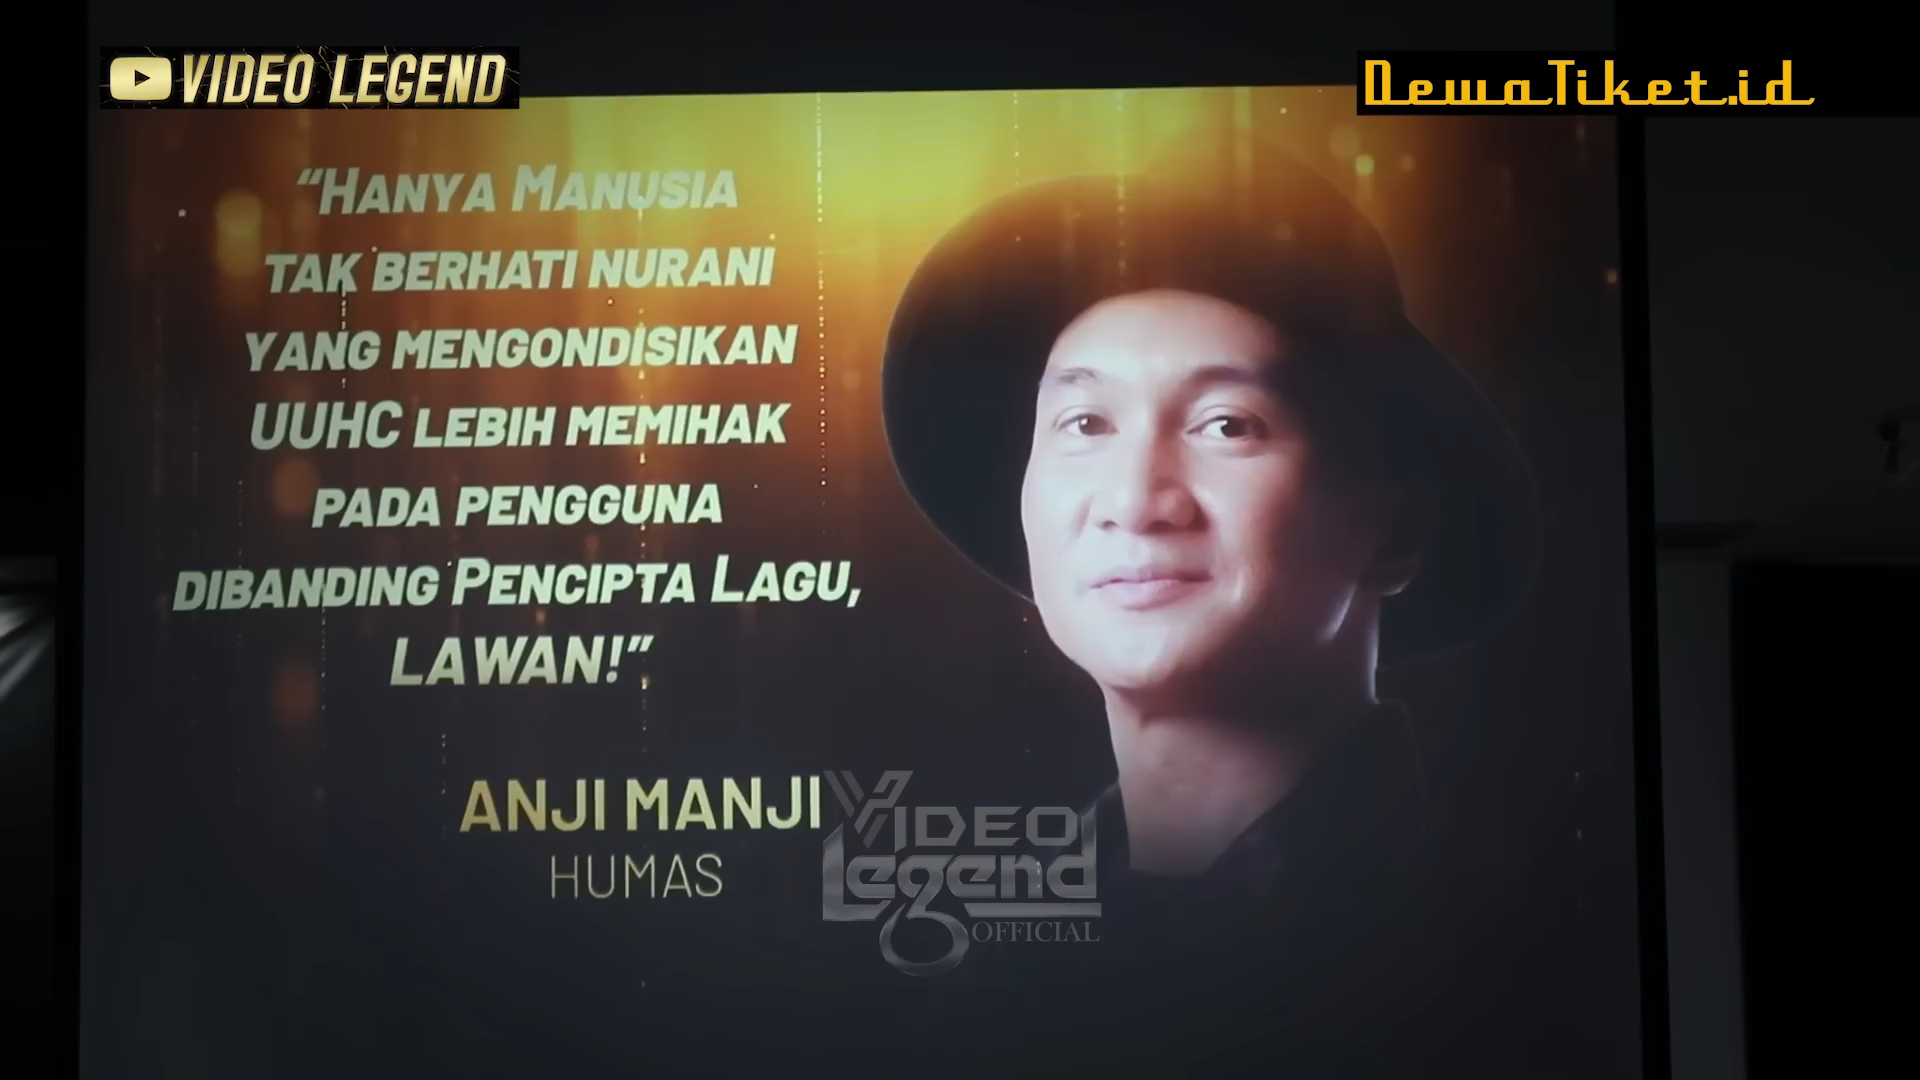 VIDEO LEGEND
DewaTiket.id
“HANYA MANUSIA
TAK BERHATI NURANI
YANG MENGONDISIKAN
UUHC LEBIH MEMIHAK
PADA PENGGUNA
DIBANDING PENCIPTA LAGU,
LAWAN!”
ANJI MANJI
HUMAS
VIDEO
Legend
OFFICIAL